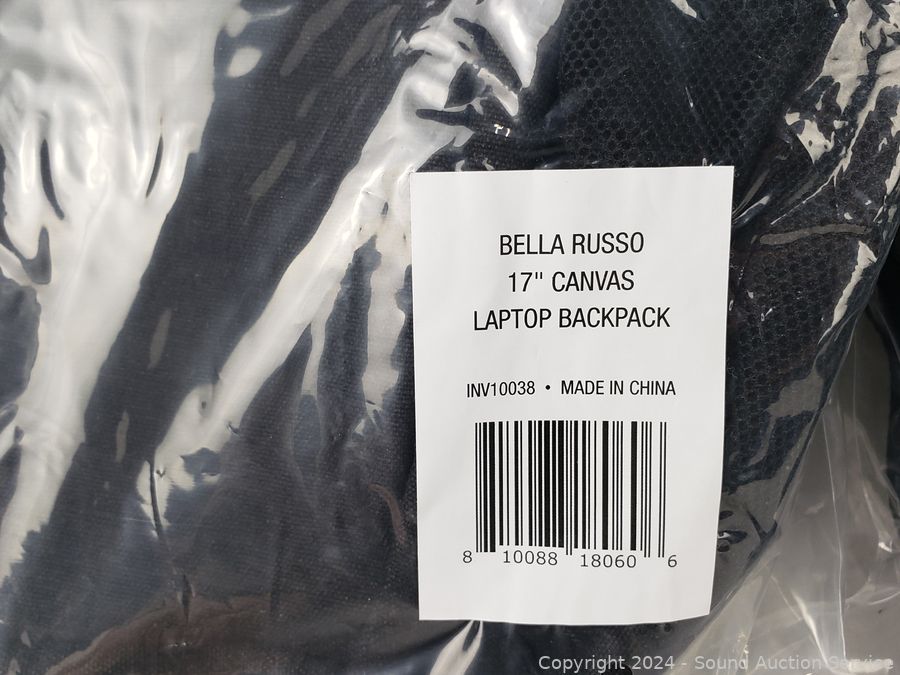 BELLA RUSSO
17" CANVAS
LAPTOP BACKPACK
INV10038 • MADE IN CHINA
8 10088 18060 6
Copyright 2024 - Sound Auction Service